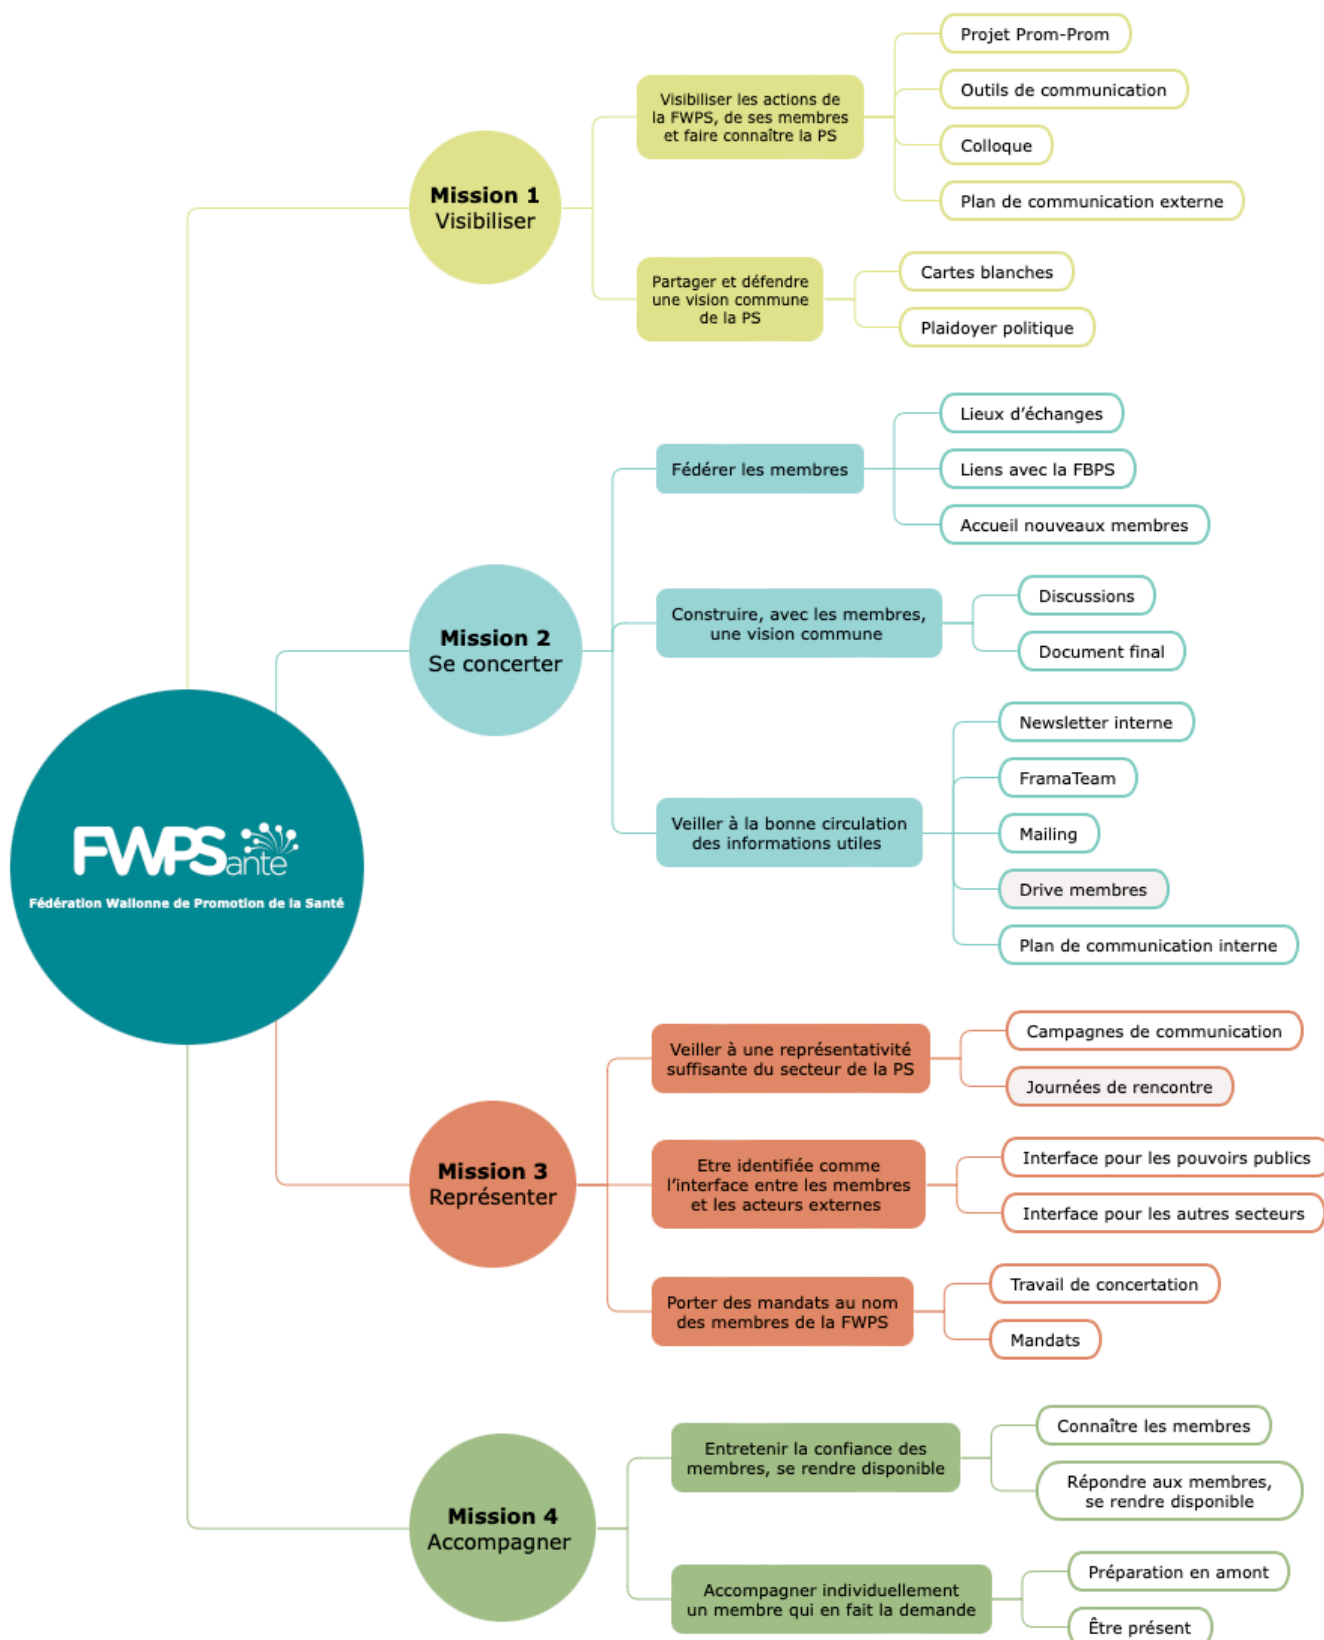 Projet Prom-Prom
Visibiliser les actions de
la FWPS, de ses membres
et faire connaître la PS
Outils de communication
Colloque
Plan de communication externe
Mission 1
Visibiliser
Partager et défendre
une vision commune
de la PS
Cartes blanches
Plaidoyer politique
Mission 2
Se concerter
Fédérer les membres
Lieux d’échanges
Liens avec la FBPS
Accueil nouveaux membres
Construire, avec les membres,
une vision commune
Discussions
Document final
Veiller à la bonne circulation
des informations utiles
Newsletter interne
FramaTeam
Mailing
Drive membres
Plan de communication interne
FWPSanté
Fédération Wallonne de Promotion de la Santé
Mission 3
Représenter
Veiller à une représentativité
suffisante du secteur de la PS
Campagnes de communication
Journées de rencontre
Etre identifiée comme
l’interface entre les membres
et les acteurs externes
Interface pour les pouvoirs publics
Interface pour les autres secteurs
Porter des mandats au nom
des membres de la FWPS
Travail de concertation
Mandats
Mission 4
Accompagner
Entretenir la confiance des
membres, se rendre disponible
Connaître les membres
Répondre aux membres,
se rendre disponible
Accompagner individuellement
un membre qui en fait la demande
Préparation en amont
Être présent